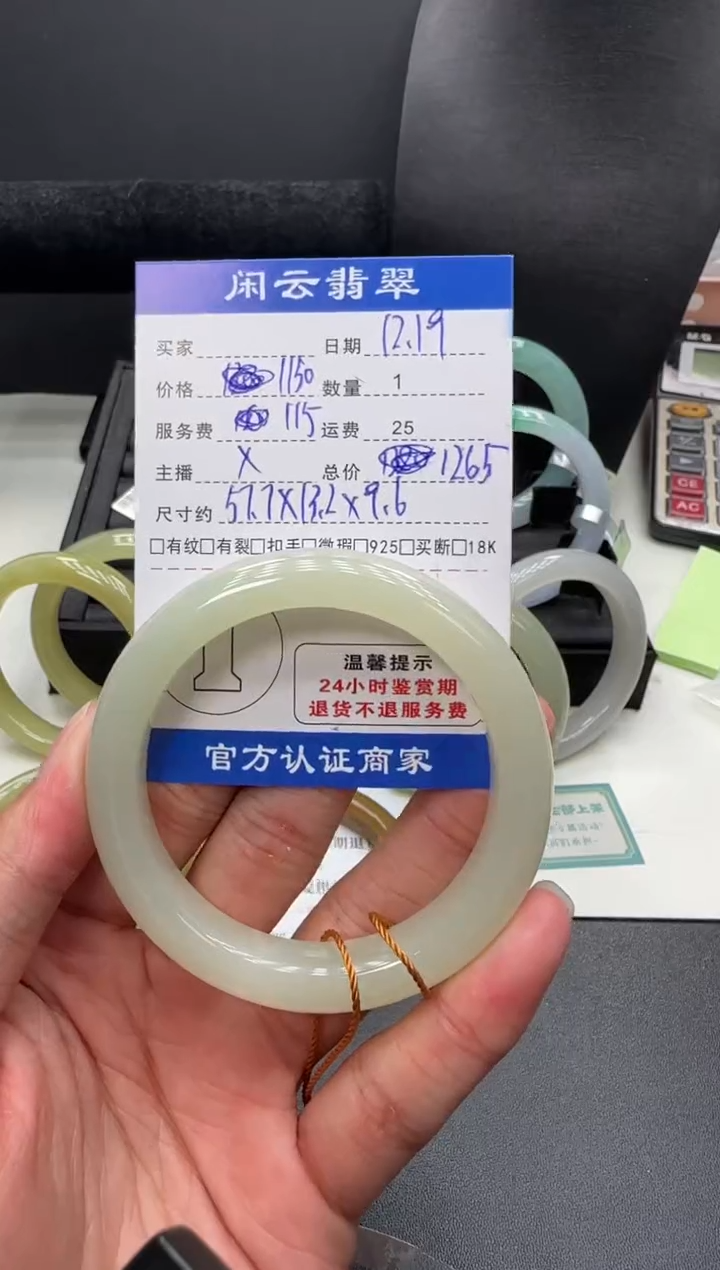 闲云翡翠
买家 日期 12.19
价格 1150 数量 1
服务费 115 运费 25
主播 X 总价 1265
尺寸约 57.7X13.2X9.6
□有纹□有裂□扣手□微瑕□925□买断□18K
温馨提示
24小时鉴赏期
退货不退服务费
官方认证商家
M&G
CE
AC